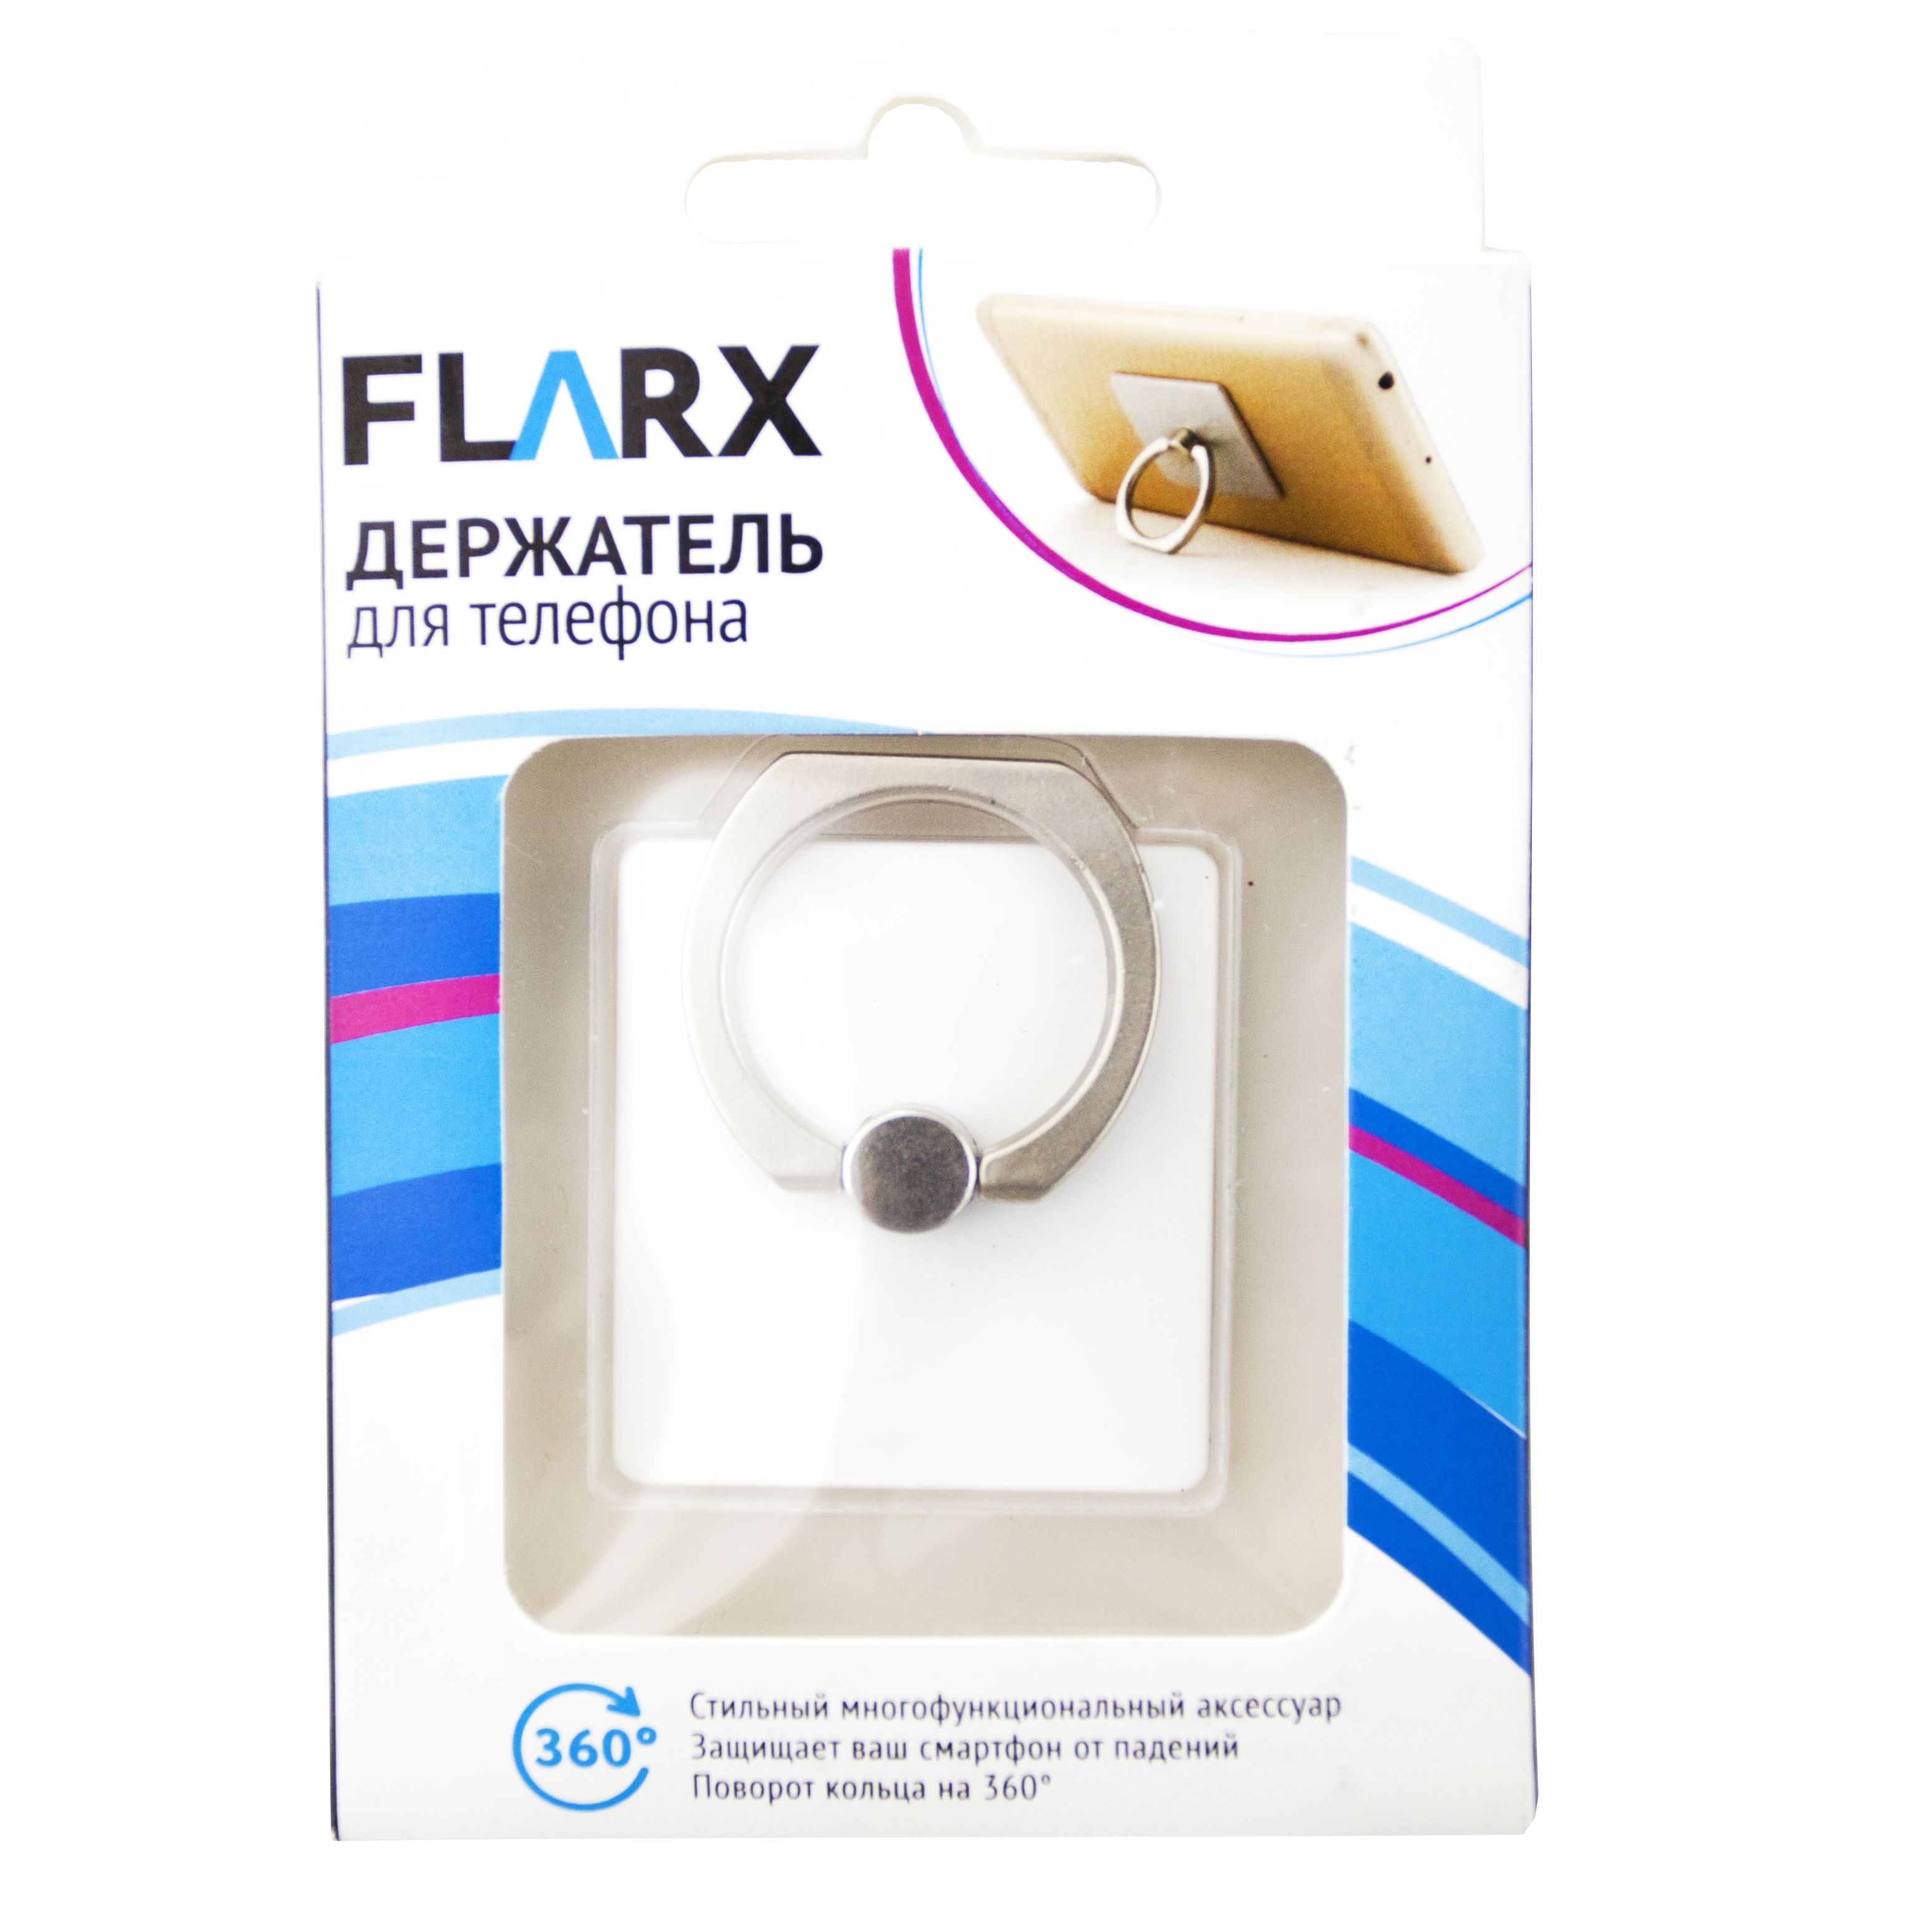 FLARX
ДЕРЖАТЕЛЬ
для телефона
360°
Стильный многофункциональный аксессуар
Защищает ваш смартфон от падений
Поворот кольца на 360°